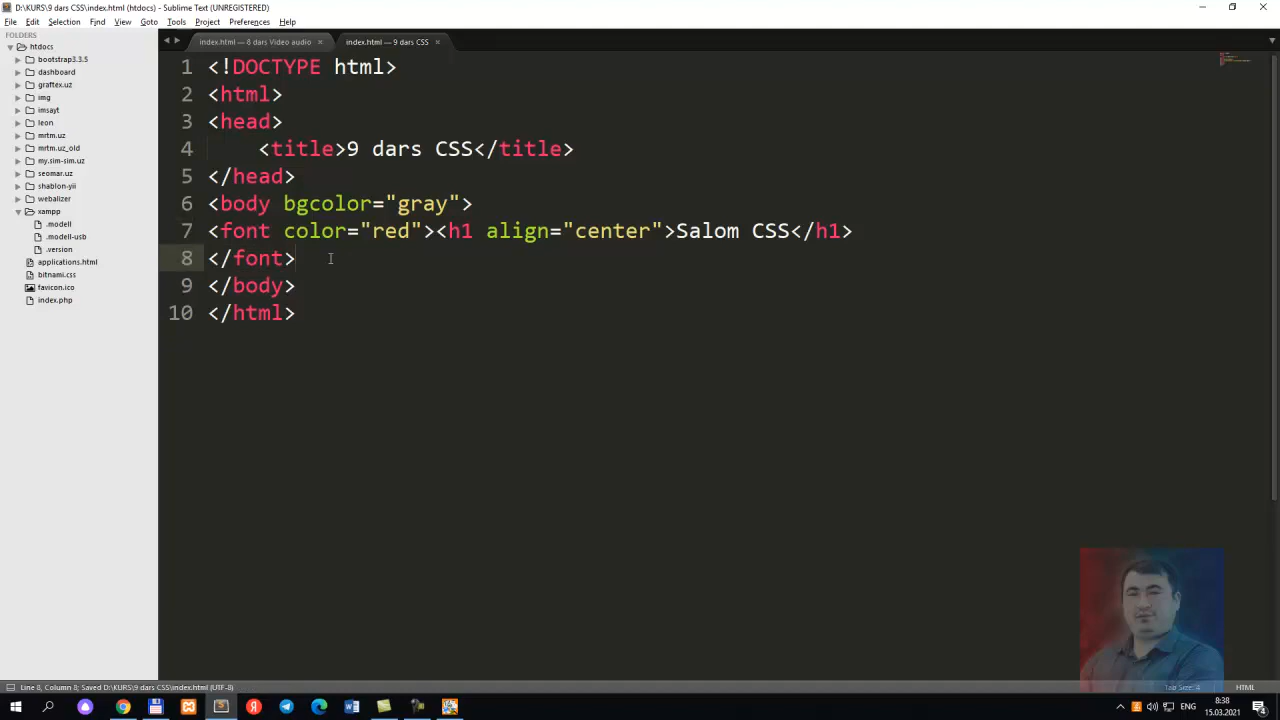 D:\KURS\9 dars CSS\index.html (htdocs) - Sublime Text (UNREGISTERED)
File Edit Selection Find View Goto Tools Project Preferences Help
FOLDERS
htdocs
bootstrap3.3.5
dashboard
graftex.uz
img
imsayt
leon
mrtm.uz
mrtm.uz_old
my.sim-sim.uz
seomar.uz
shablon-yii
webalizer
xampp
.modell
.modell-usb
.version
applications.html
bitnami.css
favicon.ico
index.php
index.html — 8 dars Video audio
index.html — 9 dars CSS
1 <!DOCTYPE html>
2 <html>
3 <head>
4 <title>9 dars CSS</title>
5 </head>
6 <body bgcolor="gray">
7 <font color="red"><h1 align="center">Salom CSS</h1>
8 </font>
9 </body>
10 </html>
Line 8, Column 8; Saved D:\KURS\9 dars CSS\index.html (UTF-8)
Tab Size: 4
HTML
ENG
8:38
15.03.2021